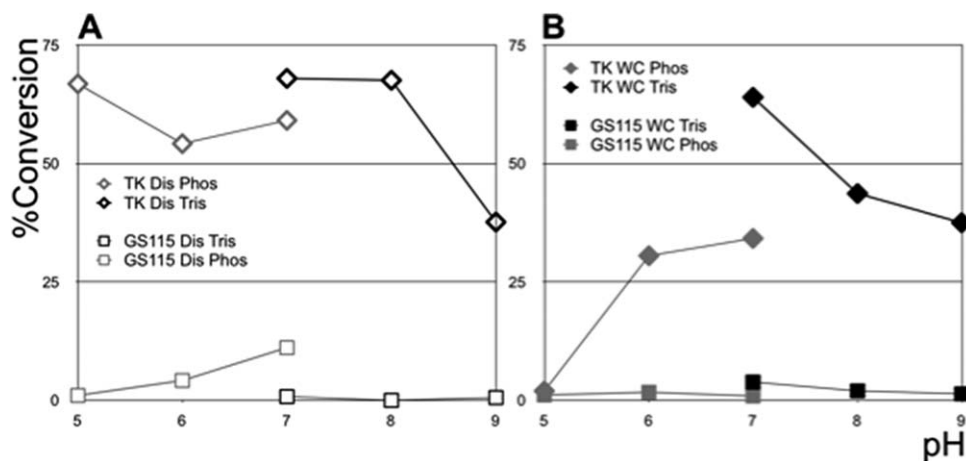 A
B
75
75
%Conversion
50
50
25
25
0
0
TK Dis Phos
TK Dis Tris
GS115 Dis Tris
GS115 Dis Phos
TK WC Phos
TK WC Tris
GS115 WC Tris
GS115 WC Phos
5 6 7 8 9
5 6 7 8 9
pH